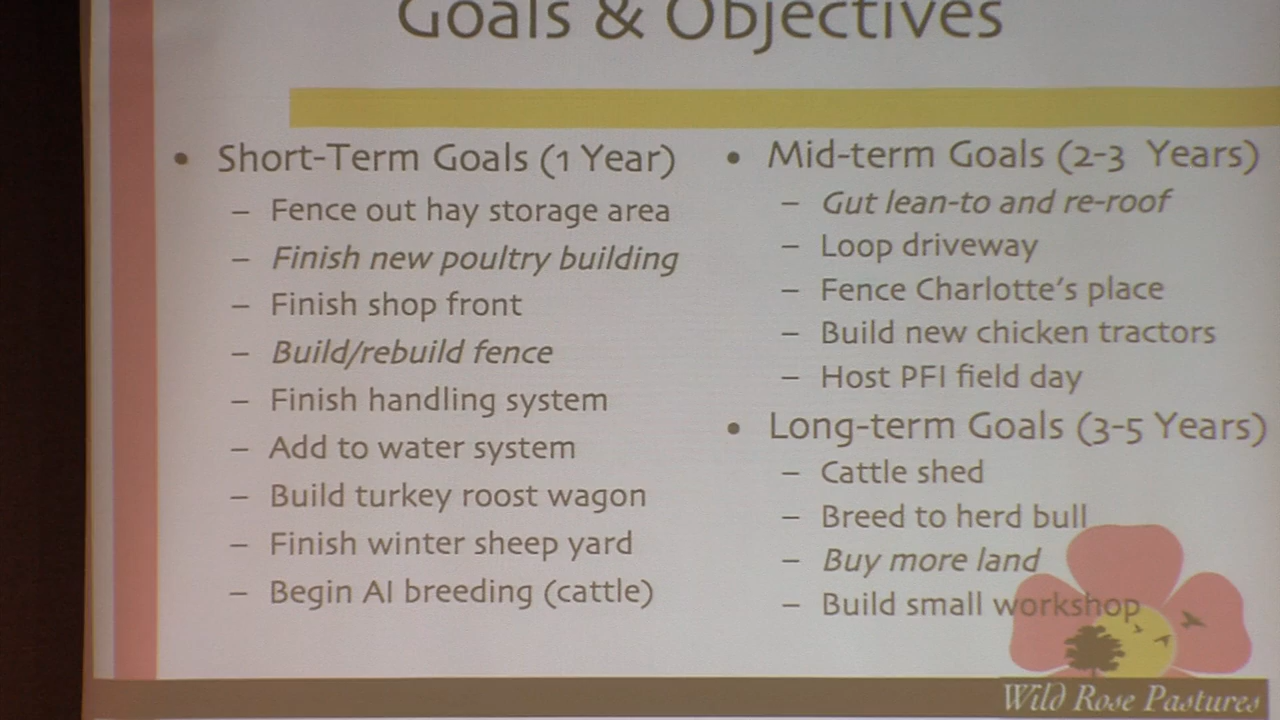 Goals & Objectives
• Short-Term Goals (1 Year)
– Fence out hay storage area
– Finish new poultry building
– Finish shop front
– Build/rebuild fence
– Finish handling system
– Add to water system
– Build turkey roost wagon
– Finish winter sheep yard
– Begin AI breeding (cattle)
• Mid-term Goals (2-3 Years)
– Gut lean-to and re-roof
– Loop driveway
– Fence Charlotte's place
– Build new chicken tractors
– Host PFI field day
• Long-term Goals (3-5 Years)
– Cattle shed
– Breed to herd bull
– Buy more land
– Build small workshop
Wild Rose Pastures